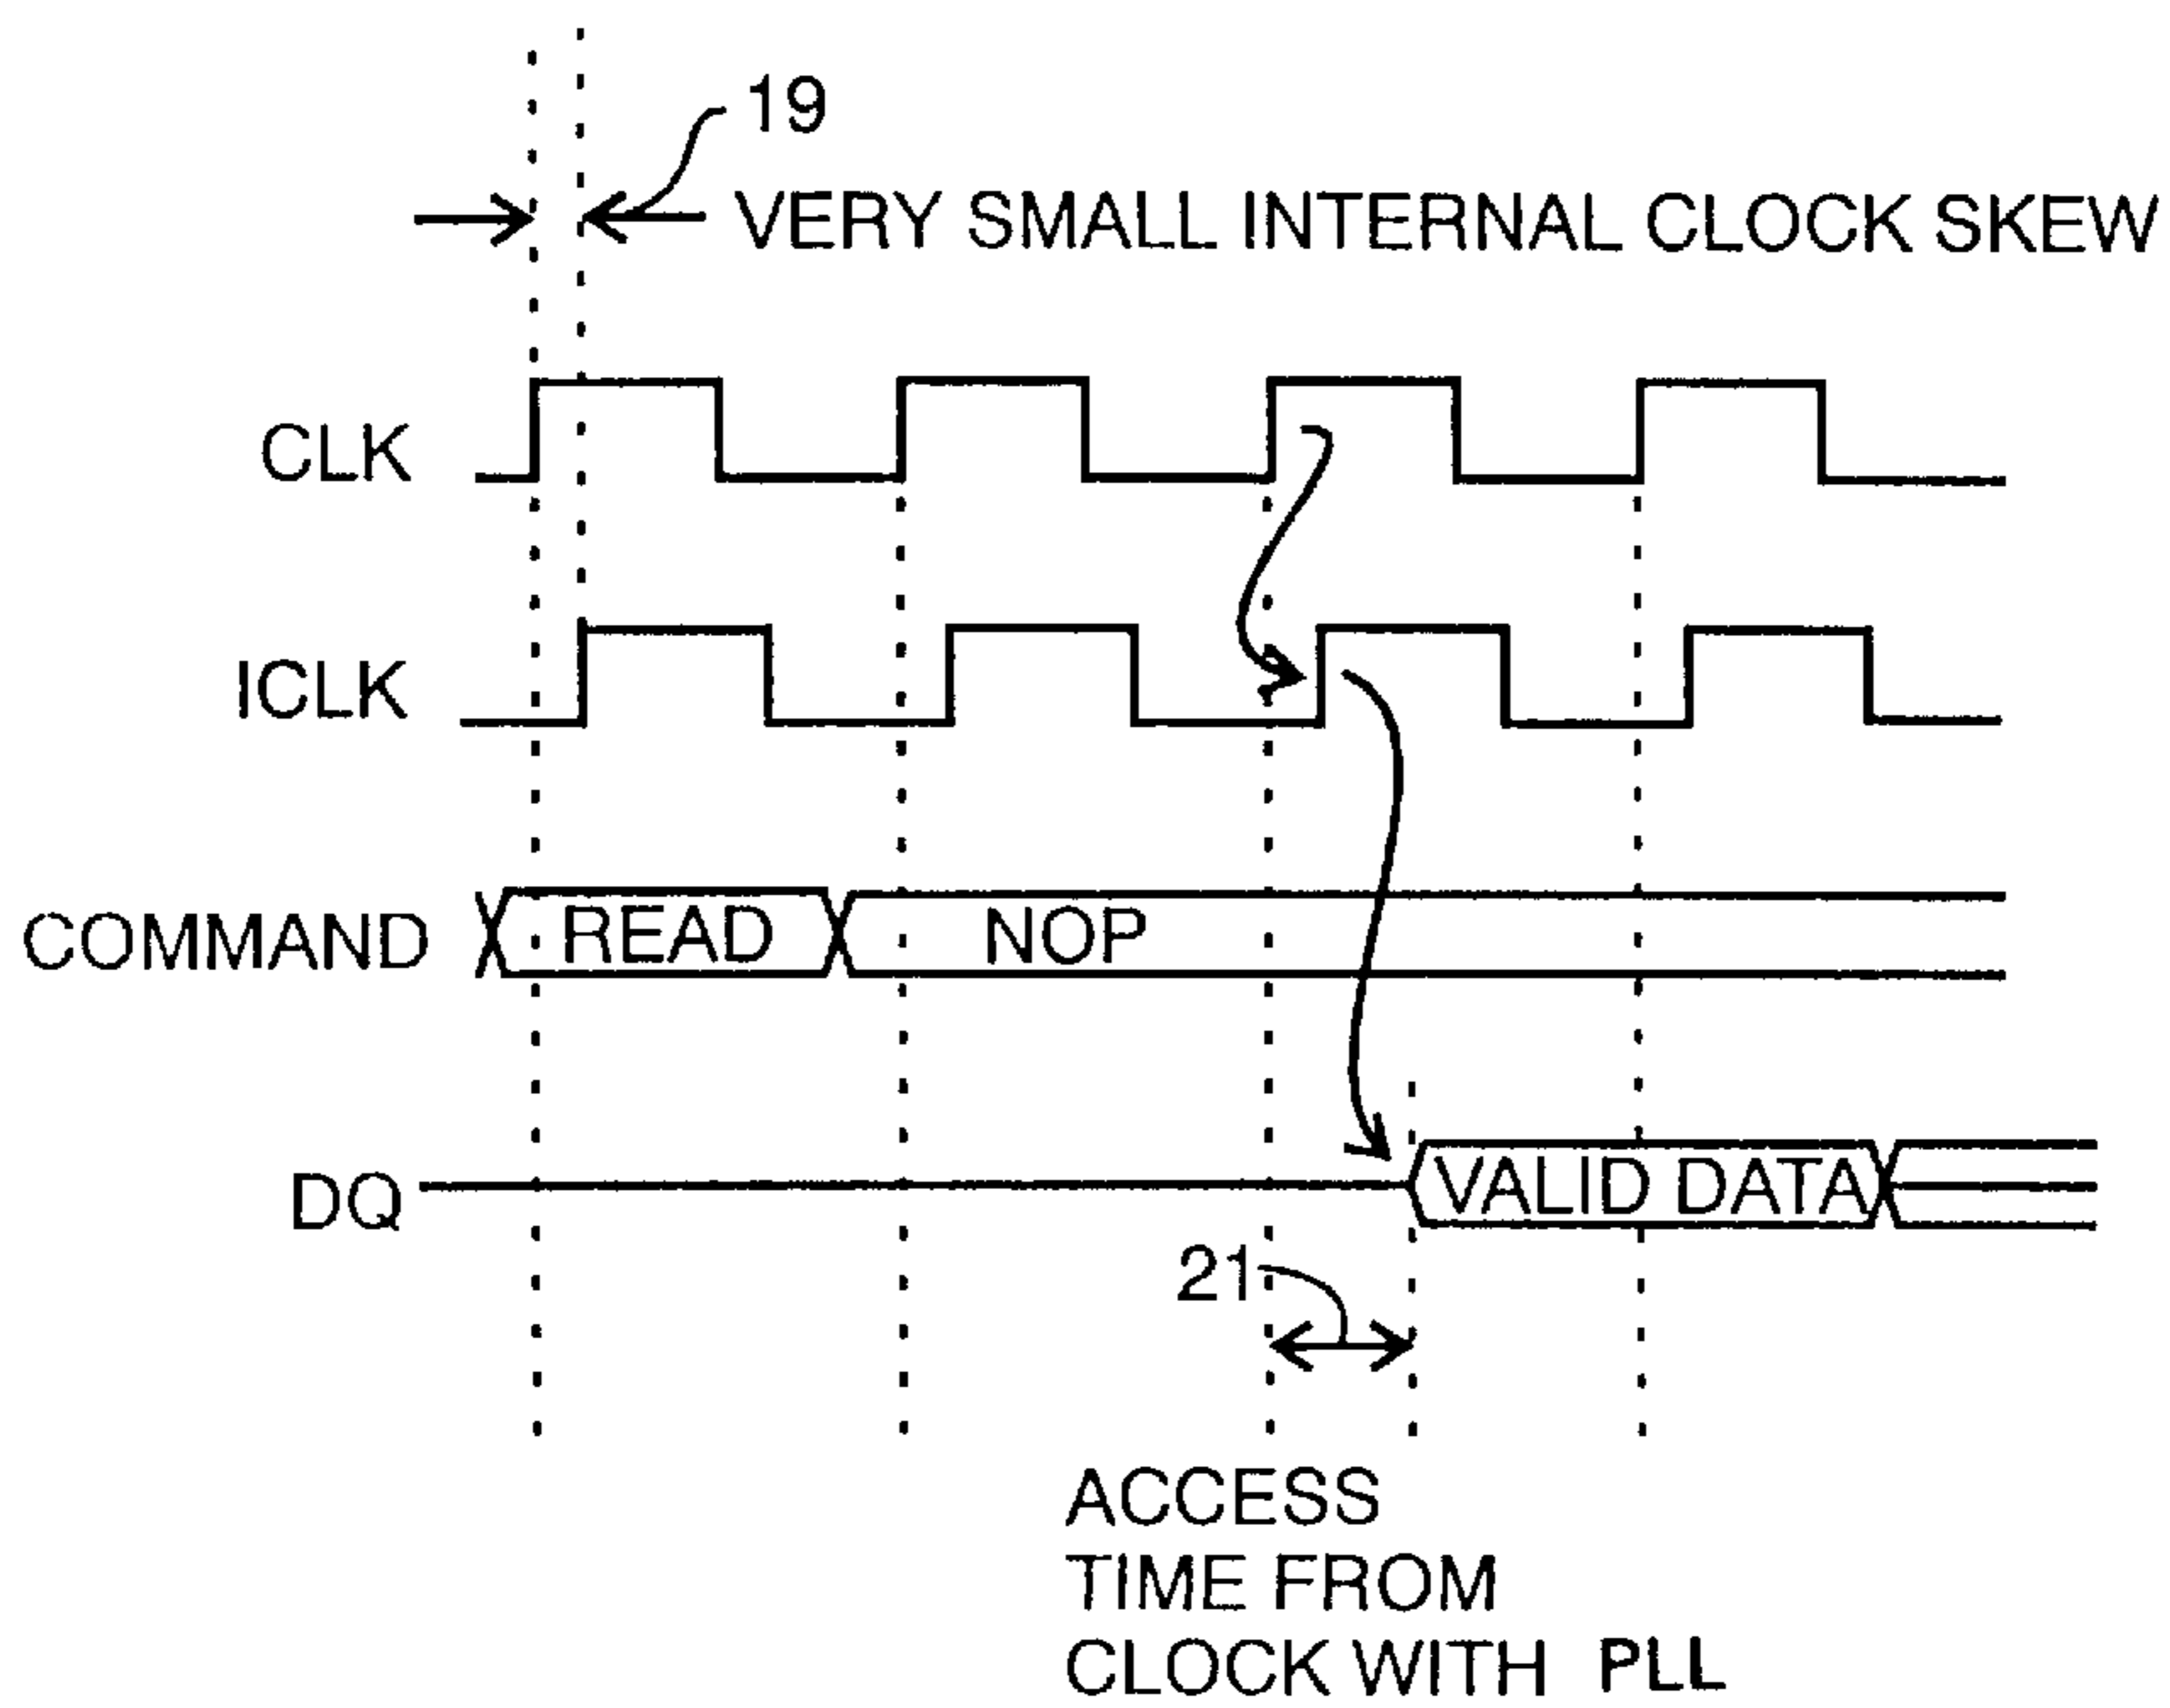 19
VERY SMALL INTERNAL CLOCK SKEW
CLK
ICLK
COMMAND READ NOP
DQ VALID DATA
21
ACCESS
TIME FROM
CLOCK WITH PLL